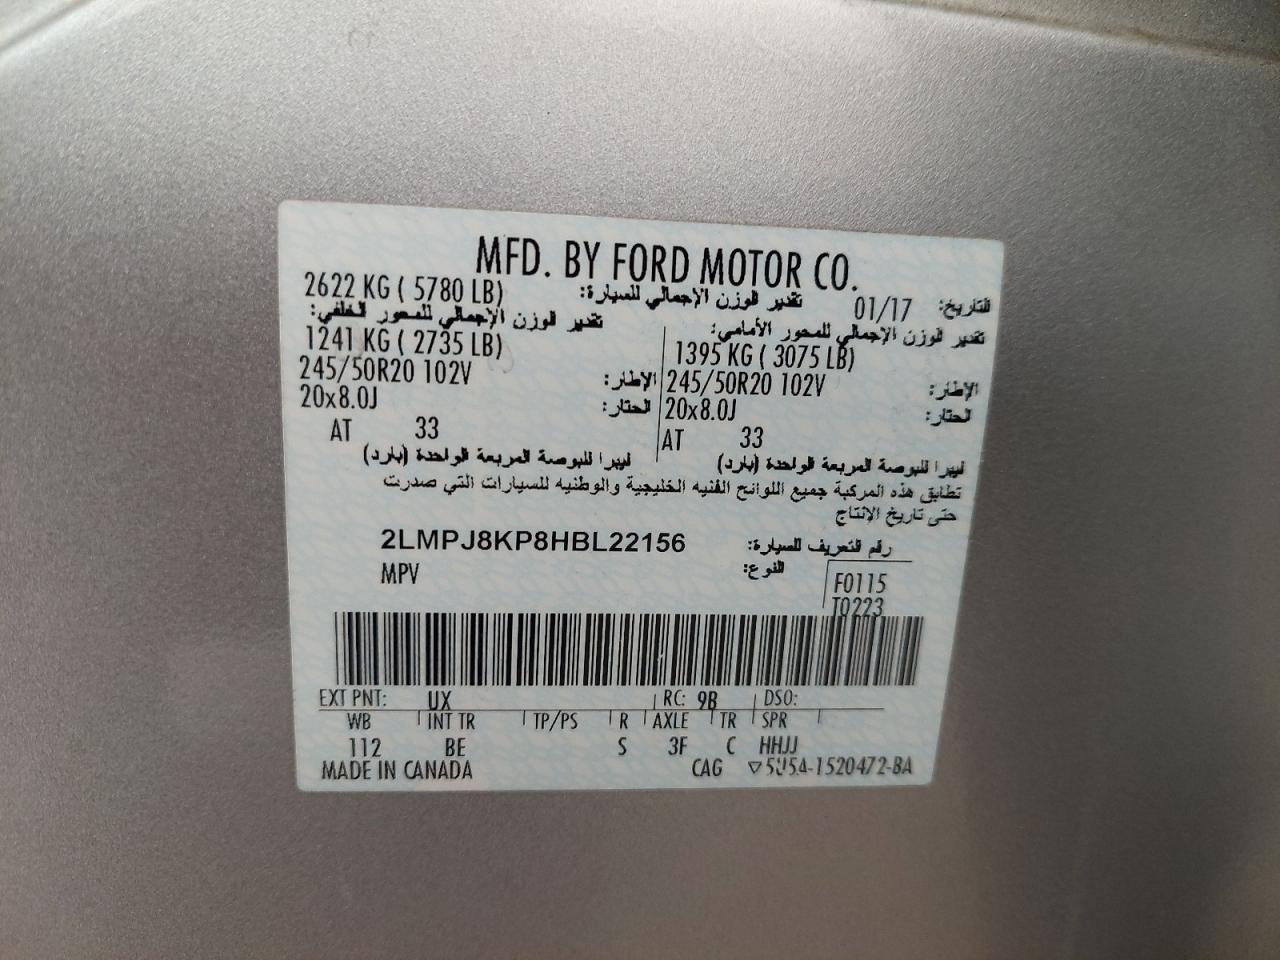 MFD. BY FORD MOTOR CO.
التاريخ: 01/17 تقدير الوزن الإجمالي للسيارة: 2622 KG ( 5780 LB)
تقدير الوزن الإجمالي للمحور الأمامي: تقدير الوزن الإجمالي للمحور الخلفي:
1395 KG ( 3075 LB) 1241 KG ( 2735 LB)
الإطار: 245/50R20 102V الإطار: 245/50R20 102V
الحتار: 20x8.0J الحتار: 20x8.0J
AT 33 AT 33
ليبرا للبوصة المربعة الواحدة (بارد) ليبرا للبوصة المربعة الواحدة (بارد)
تطابق هذه المركبة جميع اللوائح الفنيه الخليجية والوطنيه للسيارات التي صدرت
حتى تاريخ الإنتاج
رقم التعريف للسيارة: 2LMPJ8KP8HBL22156
النوع: MPV
F0115
T0223
EXT PNT: UX RC: 9B DSO:
WB INT TR TP/PS R AXLE TR SPR
112 BE S 3F C HHJJ
MADE IN CANADA CAG ▽5U5A-1520472-BA